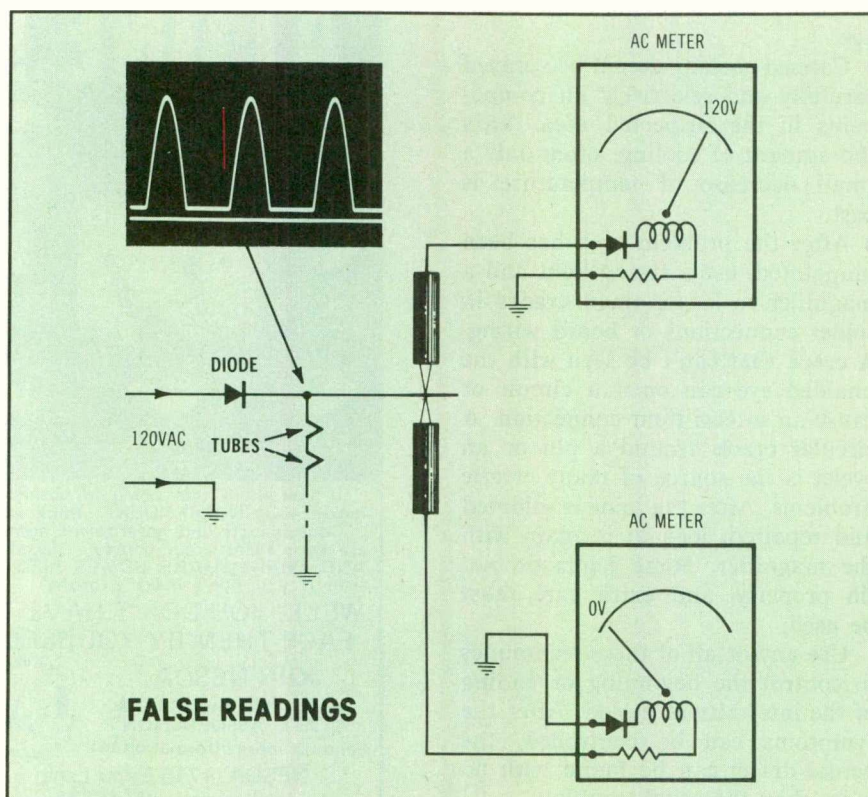 AC METER
120V
DIODE
120VAC
TUBES
AC METER
0V
FALSE READINGS